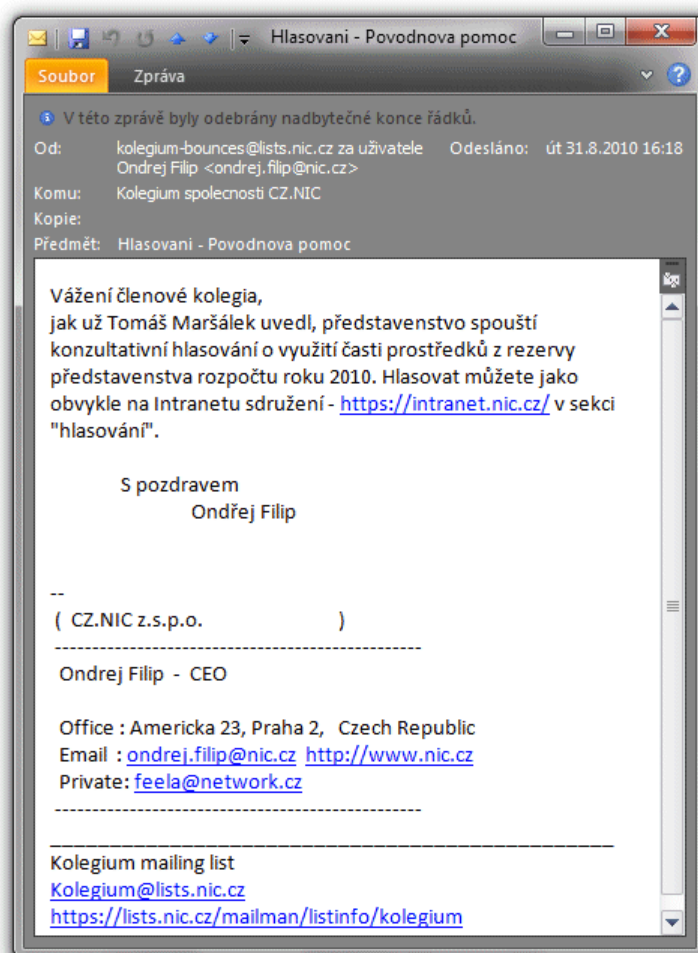 Hlasovani - Povodnova pomoc
Soubor Zpráva
V této zprávě byly odebrány nadbytečné konce řádků.
Od: kolegium-bounces@lists.nic.cz za uživatele Odesláno: út 31.8.2010 16:18
Ondrej Filip <ondrej.filip@nic.cz>
Komu: Kolegium spolecnosti CZ.NIC
Kopie:
Předmět: Hlasovani - Povodnova pomoc
Vážení členové kolegia,
jak už Tomáš Maršálek uvedl, představenstvo spouští
konzultativní hlasování o využití časti prostředků z rezervy
představenstva rozpočtu roku 2010. Hlasovat můžete jako
obvykle na Intranetu sdružení - https://intranet.nic.cz/ v sekci
"hlasování".
S pozdravem
Ondřej Filip
--
( CZ.NIC z.s.p.o. )
-------------------------------------------------
Ondrej Filip - CEO
Office : Americka 23, Praha 2, Czech Republic
Email : ondrej.filip@nic.cz http://www.nic.cz
Private: feela@network.cz
-------------------------------------------------
_______________________________________________
Kolegium mailing list
Kolegium@lists.nic.cz
https://lists.nic.cz/mailman/listinfo/kolegium